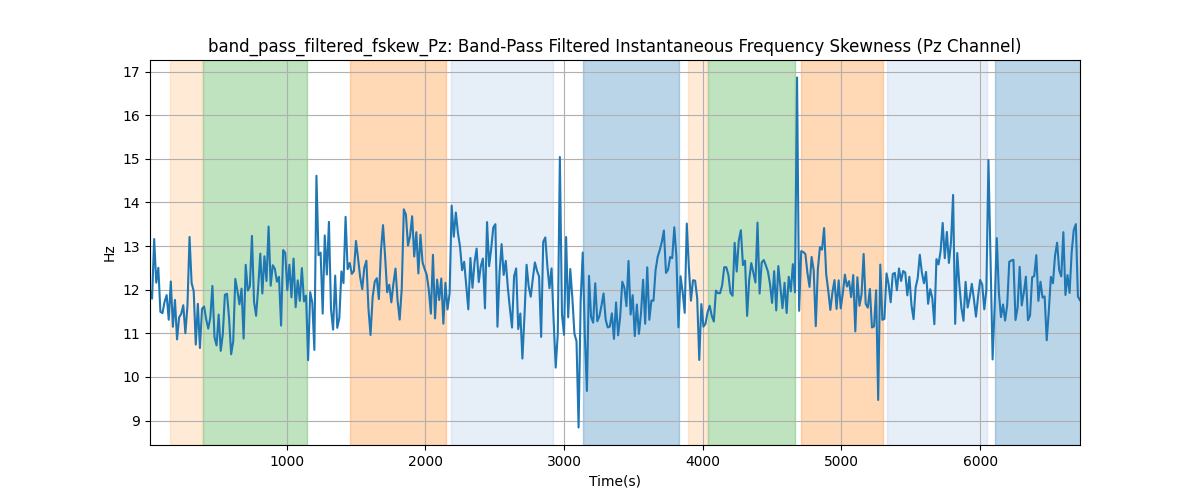 band_pass_filtered_fskew_Pz: Band-Pass Filtered Instantaneous Frequency Skewness (Pz Channel)
17
16
15
14
13
12
11
10
9
Hz
1000 2000 3000 4000 5000 6000
Time(s)